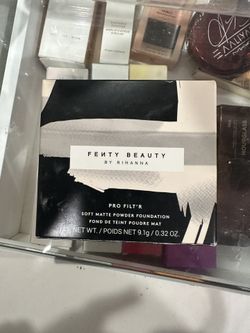 FENTY BEAUTY
BY RIHANNA
PRO FILT'R
SOFT MATTE POWDER FOUNDATION
FOND DE TEINT POUDRE MAT
NET WT. / POIDS NET 9.1g / 0.32 OZ.